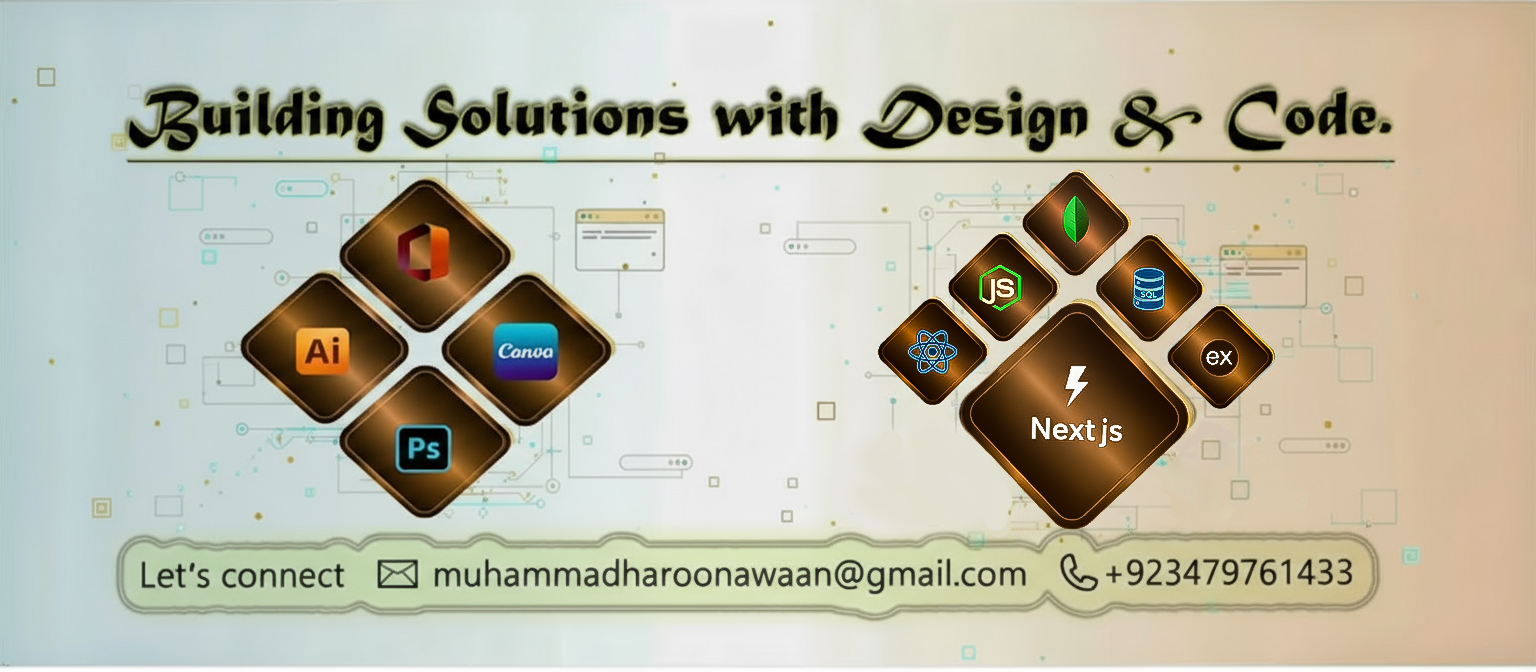 Building Solutions with Design & Code.
Ai
Canva
Ps
JS
SQL
ex
Next js
Let's connect muhammadharoonawaan@gmail.com +923479761433